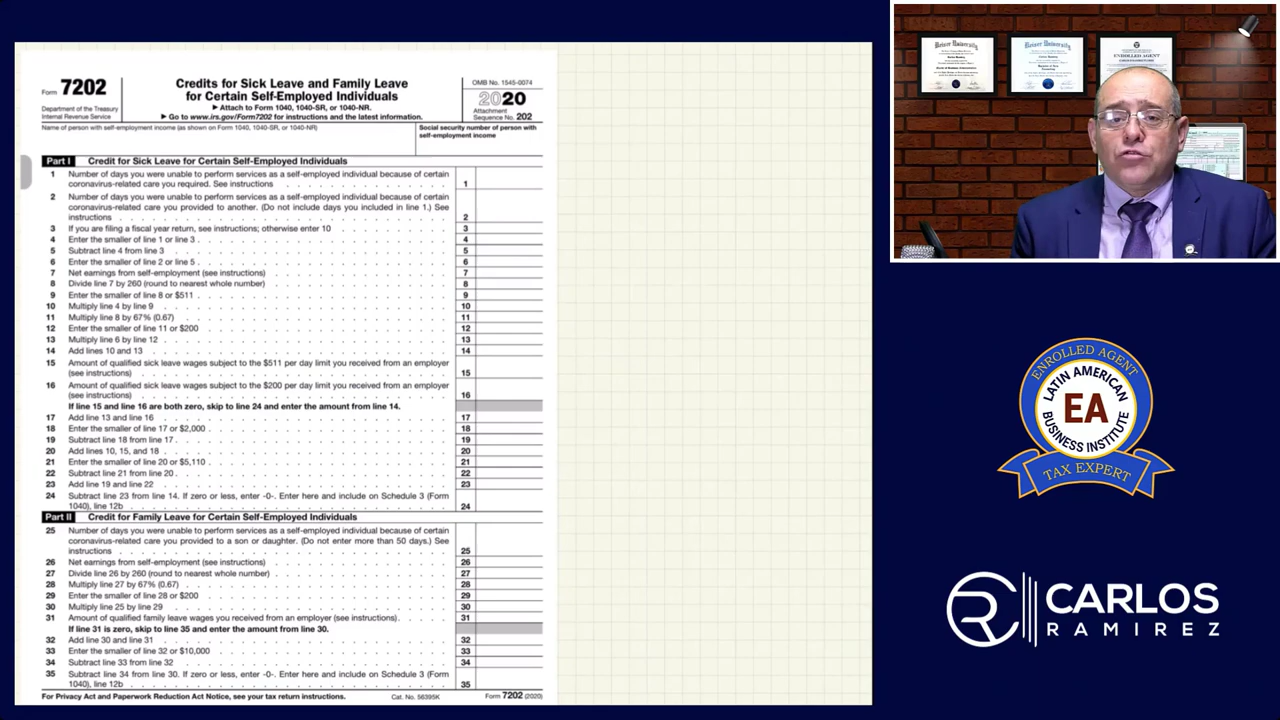 Form 7202
Department of the Treasury
Internal Revenue Service
Credits for Sick Leave and Family Leave
for Certain Self-Employed Individuals
▶ Attach to Form 1040, 1040-SR, or 1040-NR.
▶ Go to www.irs.gov/Form7202 for instructions and the latest information.
OMB No. 1545-0074
2020
Attachment
Sequence No. 202
Name of person with self-employment income (as shown on Form 1040, 1040-SR, or 1040-NR)
Social security number of person with
self-employment income
Part I Credit for Sick Leave for Certain Self-Employed Individuals
1 Number of days you were unable to perform services as a self-employed individual because of certain
coronavirus-related care you required. See instructions . . . 1
2 Number of days you were unable to perform services as a self-employed individual because of certain
coronavirus-related care you provided to another. (Do not include days you included in line 1.) See
instructions . . . 2
3 If you are filing a fiscal year return, see instructions; otherwise enter 10 . . . 3
4 Enter the smaller of line 1 or line 3 . . . 4
5 Subtract line 4 from line 3 . . . 5
6 Enter the smaller of line 2 or line 5 . . . 6
7 Net earnings from self-employment (see instructions) . . . 7
8 Divide line 7 by 260 (round to nearest whole number) . . . 8
9 Enter the smaller of line 8 or $511 . . . 9
10 Multiply line 4 by line 9 . . . 10
11 Multiply line 8 by 67% (0.67) . . . 11
12 Enter the smaller of line 11 or $200 . . . 12
13 Multiply line 6 by line 12 . . . 13
14 Add lines 10 and 13 . . . 14
15 Amount of qualified sick leave wages subject to the $511 per day limit you received from an employer
(see instructions) . . . 15
16 Amount of qualified sick leave wages subject to the $200 per day limit you received from an employer
(see instructions) . . . 16
If line 15 and line 16 are both zero, skip to line 24 and enter the amount from line 14.
17 Add line 13 and line 16 . . . 17
18 Enter the smaller of line 17 or $2,000 . . . 18
19 Subtract line 18 from line 17 . . . 19
20 Add lines 10, 15, and 18 . . . 20
21 Enter the smaller of line 20 or $5,110 . . . 21
22 Subtract line 21 from line 20 . . . 22
23 Add line 19 and line 22 . . . 23
24 Subtract line 23 from line 14. If zero or less, enter -0-. Enter here and include on Schedule 3 (Form
1040), line 12b . . . 24
Part II Credit for Family Leave for Certain Self-Employed Individuals
25 Number of days you were unable to perform services as a self-employed individual because of certain
coronavirus-related care you provided to a son or daughter. (Do not enter more than 50 days.) See
instructions . . . 25
26 Net earnings from self-employment (see instructions) . . . 26
27 Divide line 26 by 260 (round to nearest whole number) . . . 27
28 Multiply line 27 by 67% (0.67) . . . 28
29 Enter the smaller of line 28 or $200 . . . 29
30 Multiply line 25 by line 29 . . . 30
31 Amount of qualified family leave wages you received from an employer (see instructions) . . . 31
If line 31 is zero, skip to line 35 and enter the amount from line 30.
32 Add line 30 and line 31 . . . 32
33 Enter the smaller of line 32 or $10,000 . . . 33
34 Subtract line 33 from line 32 . . . 34
35 Subtract line 34 from line 30. If zero or less, enter -0-. Enter here and include on Schedule 3 (Form
1040), line 12b . . . 35
For Privacy Act and Paperwork Reduction Act Notice, see your tax return instructions. Cat. No. 56395K Form 7202 (2020)
Keiser University
Keiser University
ENROLLED AGENT
ENROLLED AGENT
LATIN AMERICAN
EA
BUSINESS INSTITUTE
TAX EXPERT
CARLOS
RAMIREZ